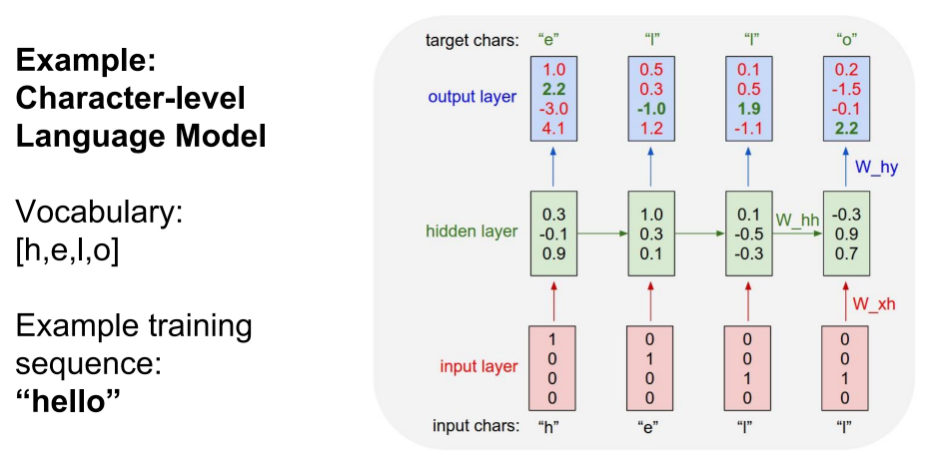 Example:
Character-level
Language Model
Vocabulary:
[h,e,l,o]
Example training
sequence:
“hello”
target chars: “e” “l” “l” “o”
output layer
1.0 0.5 0.1 0.2
2.2 0.3 0.5 -1.5
-3.0 -1.0 1.9 -0.1
4.1 1.2 -1.1 2.2
W_hy
hidden layer
0.3 1.0 0.1 W_hh -0.3
-0.1 0.3 -0.5 0.9
0.9 0.1 -0.3 0.7
W_xh
input layer
1 0 0 0
0 1 0 0
0 0 1 1
0 0 0 0
input chars: “h” “e” “l” “l”